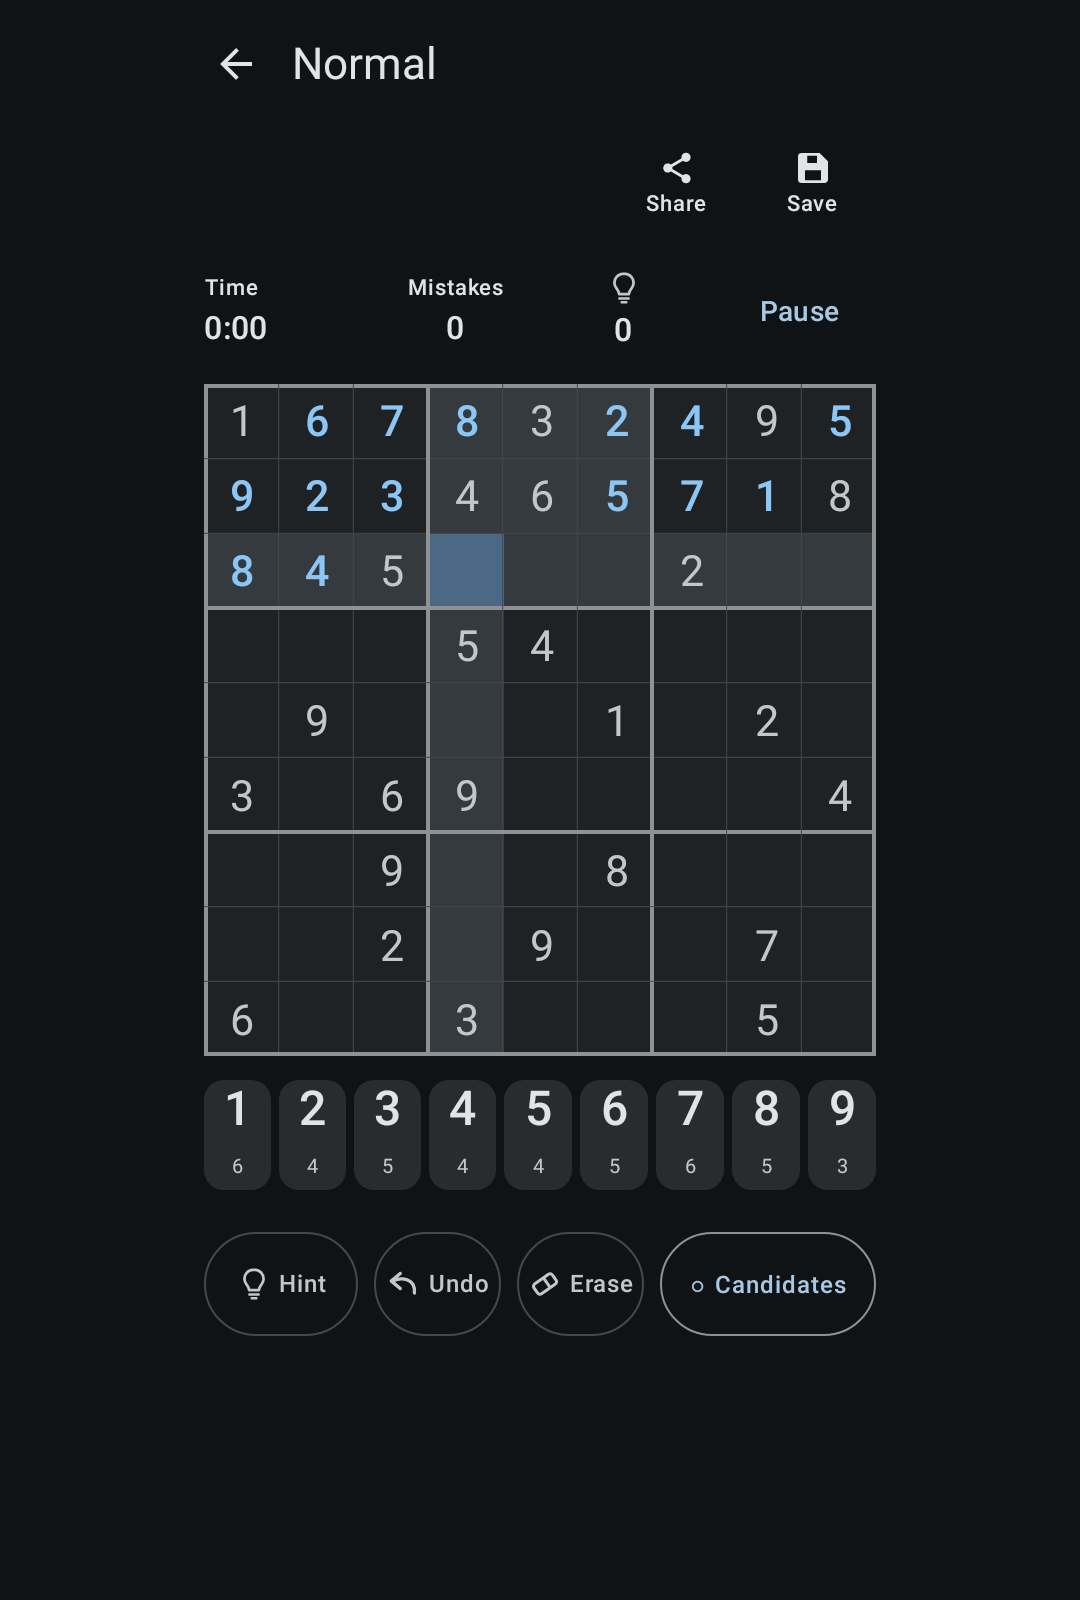 Normal
Share Save
Time Mistakes
0:00 0 0 Pause
1 6 7 8 3 2 4 9 5
9 2 3 4 6 5 7 1 8
8 4 5 2
5 4
9 1 2
3 6 9 4
9 8
2 9 7
6 3 5
1 2 3 4 5 6 7 8 9
6 4 5 4 4 5 6 5 3
Hint Undo Erase Candidates